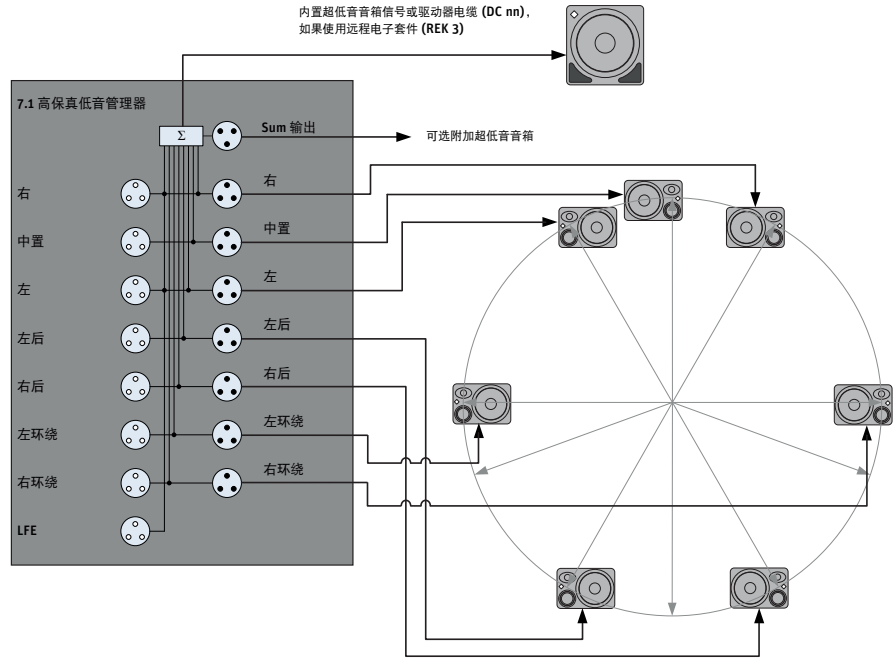 内置超低音音箱信号或驱动器电缆 (DC nn)，
如果使用远程电子套件 (REK 3)
7.1 高保真低音管理器
Σ
Sum 输出
可选附加超低音音箱
右
右
中置
中置
左
左
左后
左后
右后
右后
左环绕
左环绕
右环绕
右环绕
LFE